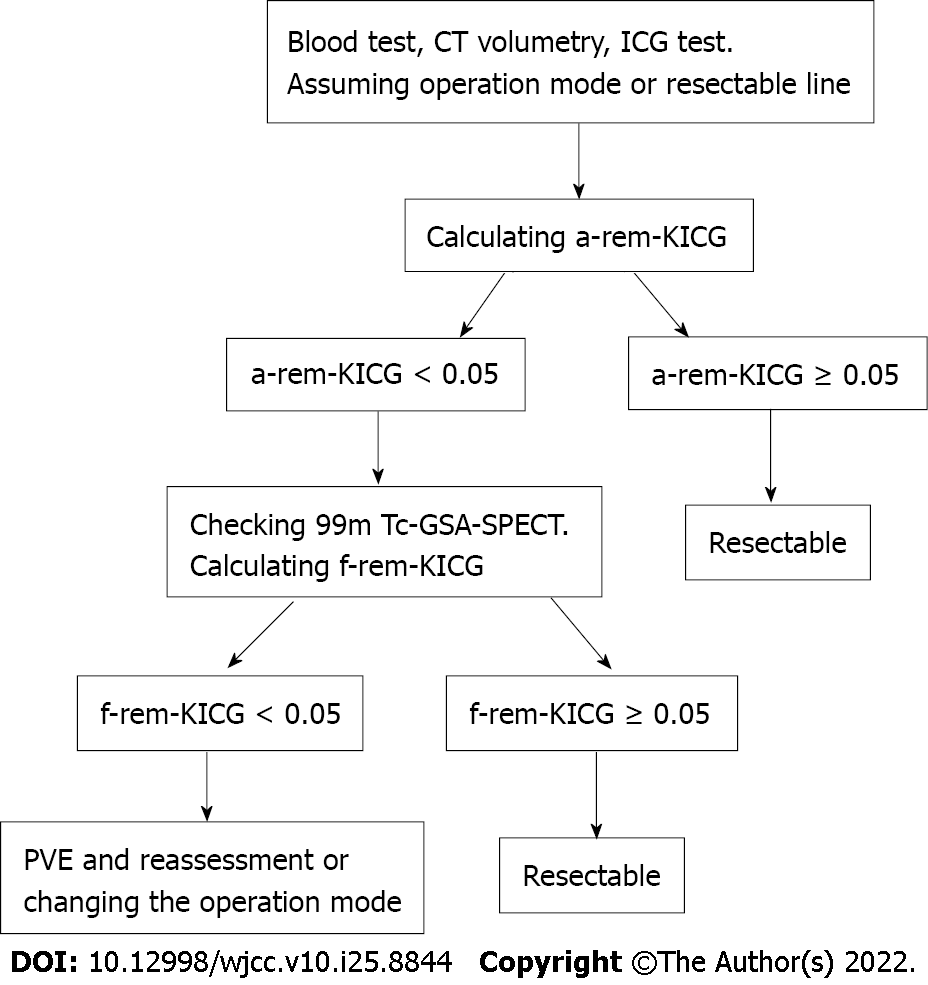 Blood test, CT volumetry, ICG test.
Assuming operation mode or resectable line
Calculating a-rem-KICG
a-rem-KICG < 0.05
a-rem-KICG ≥ 0.05
Checking 99m Tc-GSA-SPECT.
Calculating f-rem-KICG
Resectable
f-rem-KICG < 0.05
f-rem-KICG ≥ 0.05
PVE and reassessment or
changing the operation mode
Resectable
DOI: 10.12998/wjcc.v10.i25.8844 Copyright ©The Author(s) 2022.